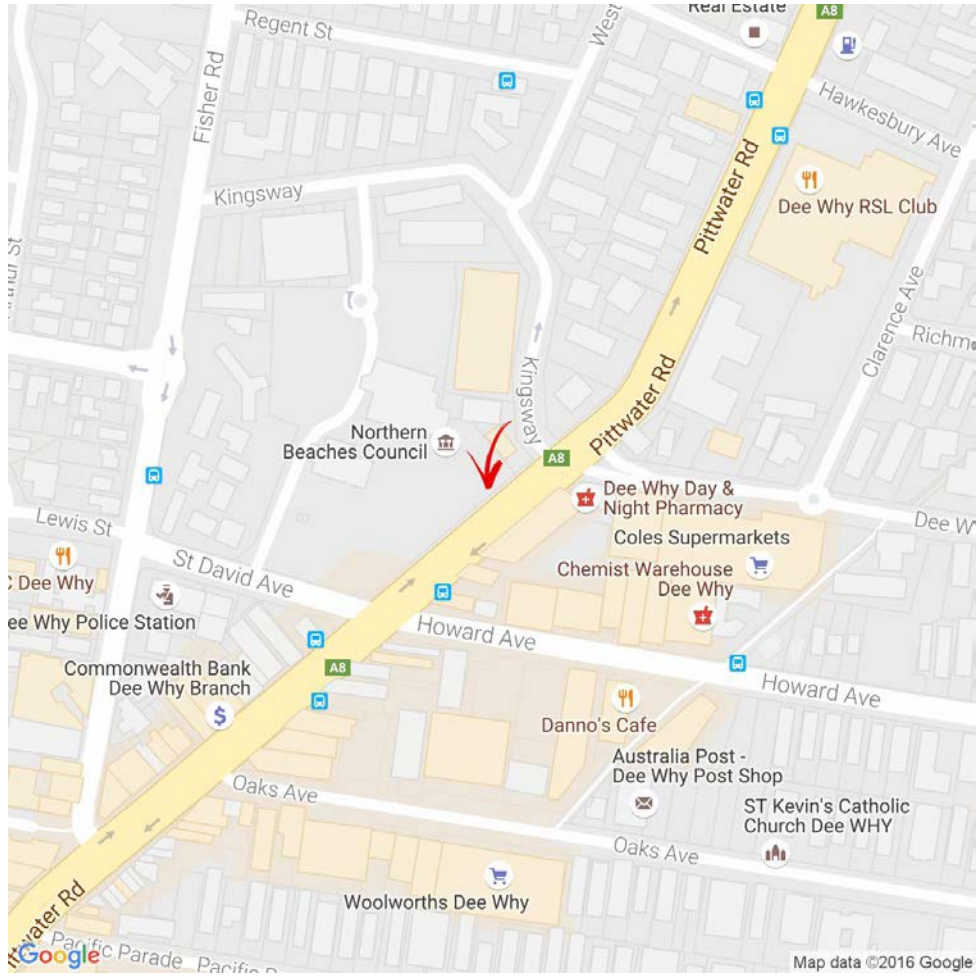 Real Estate
A8
Regent St
West
Fisher Rd
Hawkesbury Ave
Pittwater Rd
Kingsway
Dee Why RSL Club
Clarence Ave
Pittwater Rd
Kingsway
Northern
Beaches Council
A8
Dee Why Day &
Night Pharmacy
Lewis St
Dee W
Coles Supermarkets
C Dee Why
St David Ave
Chemist Warehouse
Dee Why
ee Why Police Station
Howard Ave
Commonwealth Bank
Dee Why Branch
A8
$
Howard Ave
Danno's Cafe
Australia Post -
Dee Why Post Shop
Oaks Ave
ST Kevin's Catholic
Church Dee WHY
Oaks Ave
Woolworths Dee Why
ittwater Rd
Pacific Parade
Pacific P
Google
Map data ©2016 Google